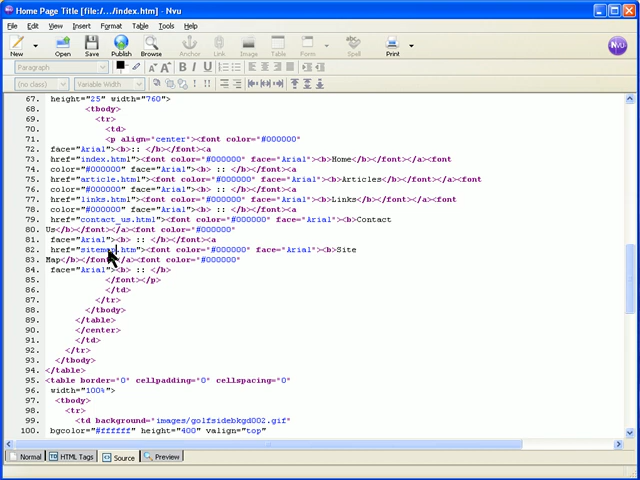 Home Page Title [file:/.../index.htm] - Nvu
File Edit View Insert Format Table Tools Help
New Open Save Publish Browse Anchor Link Image Table Form Spell Print
Paragraph
(no class) Variable Width
67. height="25" width="760">
68. <tbody>
69. <tr>
70. <td>
71. <p align="center"><font color="#000000"
72. face="Arial"><b>:: </b></font><a
73. href="index.html"><font color="#000000" face="Arial"><b>Home</b></font></a><font
74. color="#000000" face="Arial"><b> :: </b></font><a
75. href="article.html"><font color="#000000" face="Arial"><b>Articles</b></font></a><font
76. color="#000000" face="Arial"><b> :: </b></font><a
77. href="links.html"><font color="#000000" face="Arial"><b>Links</b></font></a><font
78. color="#000000" face="Arial"><b> :: </b></font><a
79. href="contact_us.html"><font color="#000000" face="Arial"><b>Contact
80. Us</b></font></a><font color="#000000"
81. face="Arial"><b> :: </b></font><a
82. href="sitemap.htm"><font color="#000000" face="Arial"><b>Site
83. Map</b></font></a><font color="#000000"
84. face="Arial"><b> :: </b>
85. </font></p>
86. </td>
87. </tr>
88. </tbody>
89. </table>
90. </center>
91. </td>
92. </tr>
93. </tbody>
94. </table>
95. <table border="0" cellpadding="0" cellspacing="0"
96. width="100%">
97. <tbody>
98. <tr>
99. <td background="images/golfsidebkgd002.gif"
100. bgcolor="#ffffff" height="400" valign="top"
Normal HTML Tags Source Preview